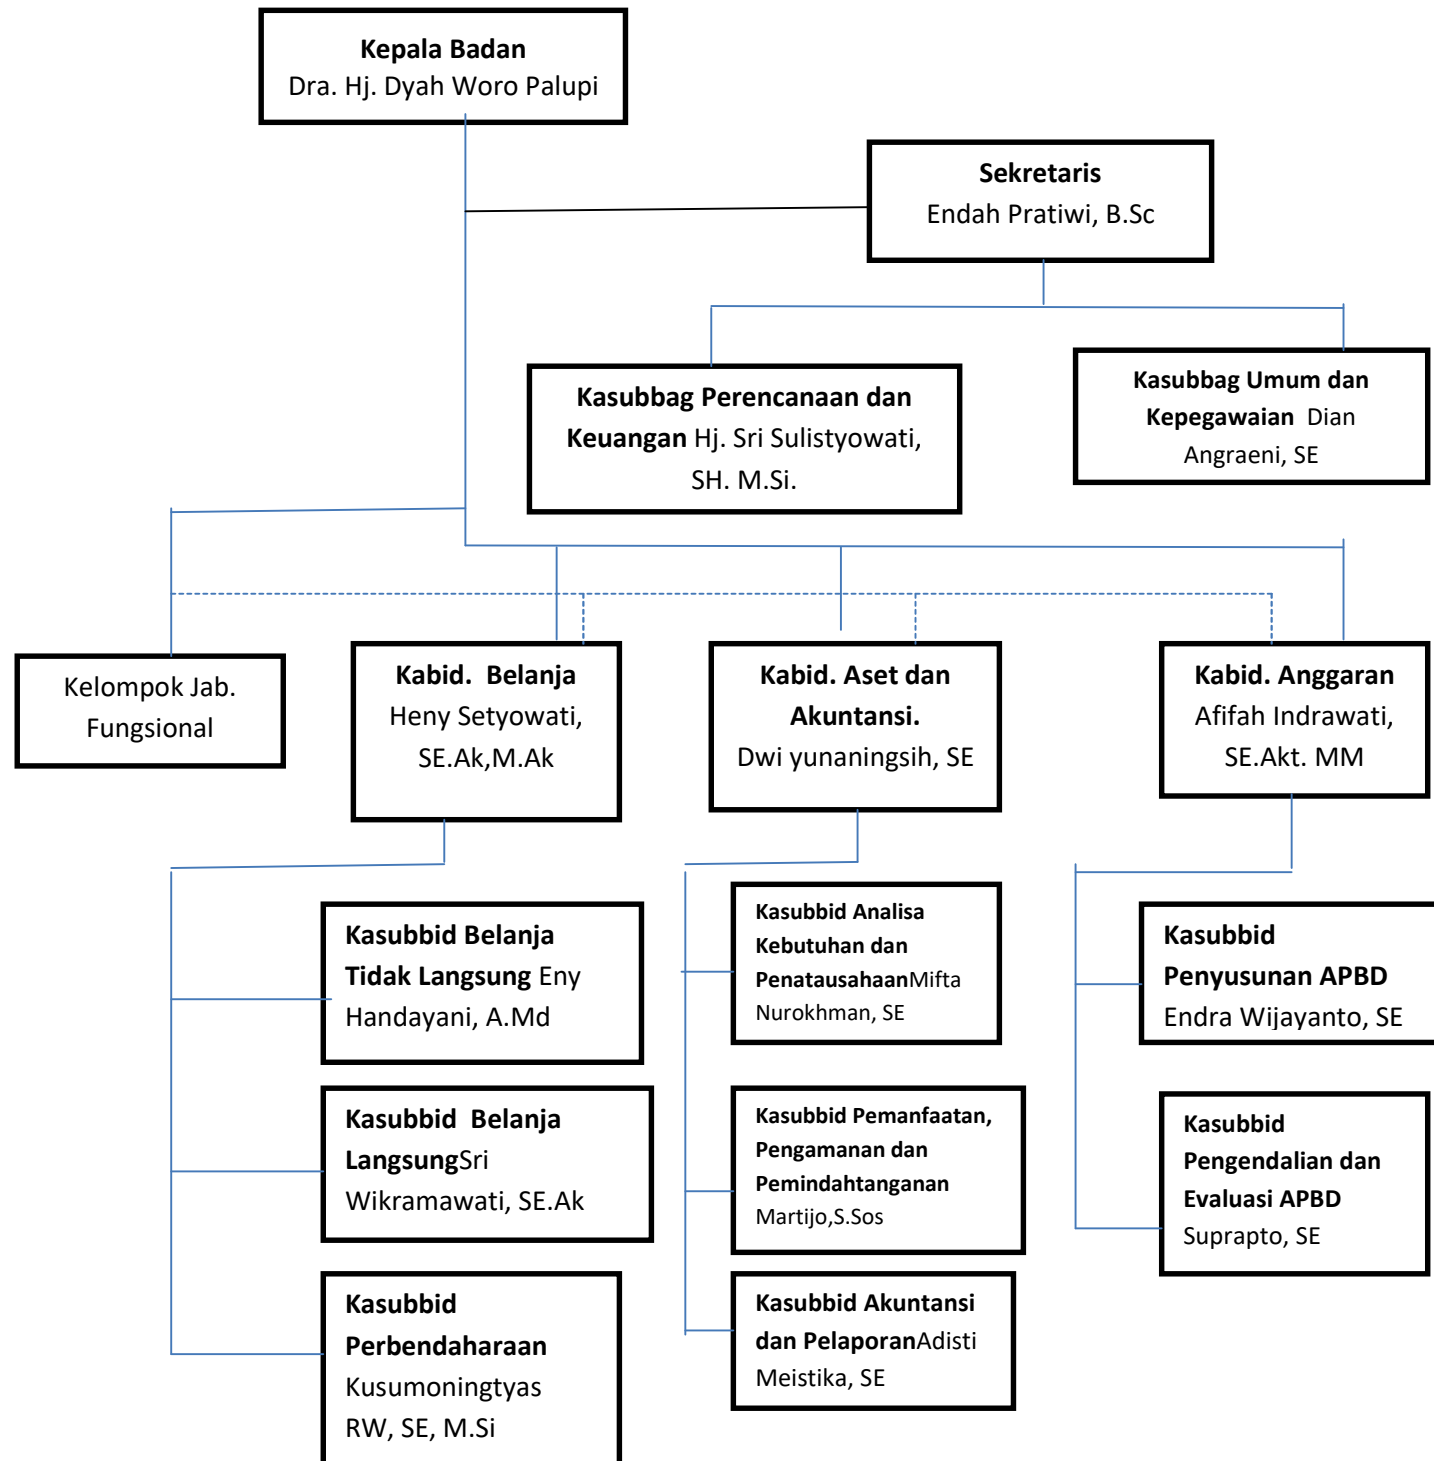 Kepala Badan
Dra. Hj. Dyah Woro Palupi
Sekretaris
Endah Pratiwi, B.Sc
Kasubbag Perencanaan dan
Keuangan Hj. Sri Sulistyowati,
SH. M.Si.
Kasubbag Umum dan
Kepegawaian Dian
Angraeni, SE
Kelompok Jab.
Fungsional
Kabid. Belanja
Heny Setyowati,
SE.Ak,M.Ak
Kabid. Aset dan
Akuntansi.
Dwi yunaningsih, SE
Kabid. Anggaran
Afifah Indrawati,
SE.Akt. MM
Kasubbid Belanja
Tidak Langsung Eny
Handayani, A.Md
Kasubbid Belanja
LangsungSri
Wikramawati, SE.Ak
Kasubbid
Perbendaharaan
Kusumoningtyas
RW, SE, M.Si
Kasubbid Analisa
Kebutuhan dan
PenatausahaanMifta
Nurokhman, SE
Kasubbid Pemanfaatan,
Pengamanan dan
Pemindahtanganan
Martijo,S.Sos
Kasubbid Akuntansi
dan PelaporanAdisti
Meistika, SE
Kasubbid
Penyusunan APBD
Endra Wijayanto, SE
Kasubbid
Pengendalian dan
Evaluasi APBD
Suprapto, SE